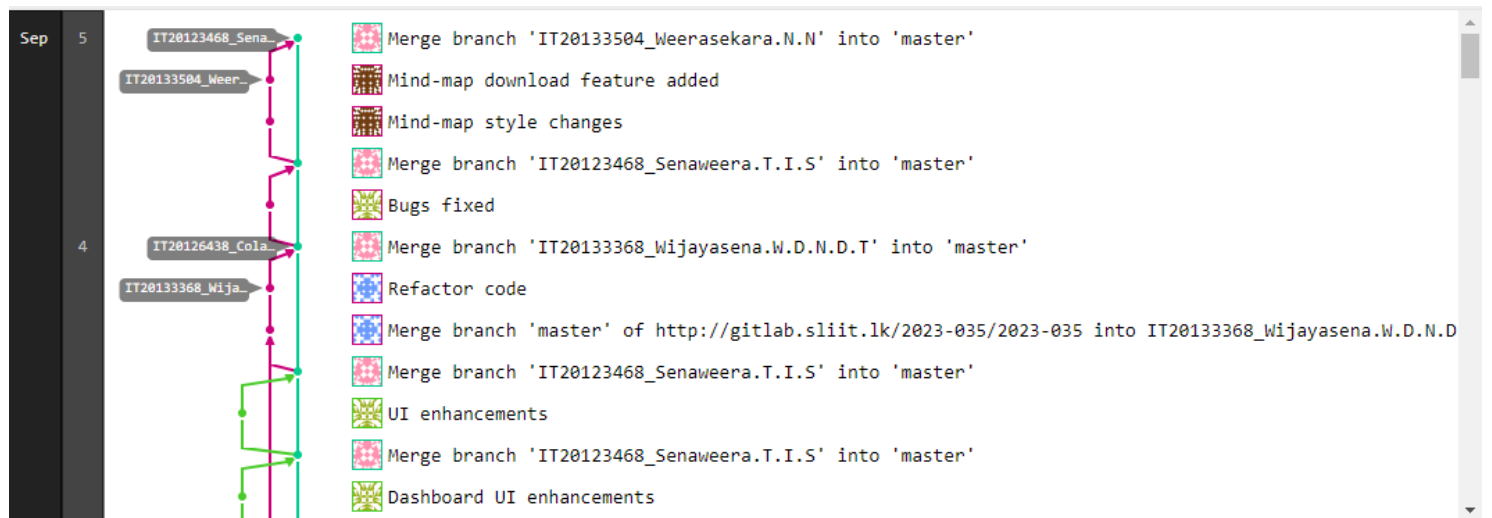 Sep 5 IT20123468_Sena… Merge branch 'IT20133504_Weerasekara.N.N' into 'master'
IT20133504_Weer… Mind-map download feature added
Mind-map style changes
Merge branch 'IT20123468_Senaweera.T.I.S' into 'master'
Bugs fixed
4 IT20126438_Cola… Merge branch 'IT20133368_Wijayasena.W.D.N.D.T' into 'master'
IT20133368_Wija… Refactor code
Merge branch 'master' of http://gitlab.sliit.lk/2023-035/2023-035 into IT20133368_Wijayasena.W.D.N.D
Merge branch 'IT20123468_Senaweera.T.I.S' into 'master'
UI enhancements
Merge branch 'IT20123468_Senaweera.T.I.S' into 'master'
Dashboard UI enhancements